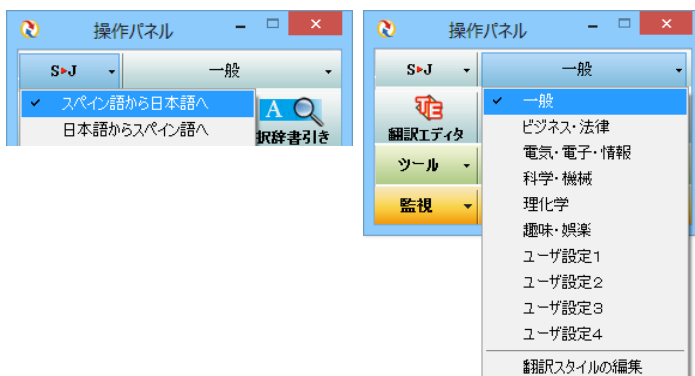 操作パネル
S▶J
一般
スペイン語から日本語へ
日本語からスペイン語へ
A
択辞書引き
操作パネル
S▶J
一般
TE
翻訳エディタ
ツール
監視
一般
ビジネス・法律
電気・電子・情報
科学・機械
理化学
趣味・娯楽
ユーザ設定1
ユーザ設定2
ユーザ設定3
ユーザ設定4
翻訳スタイルの編集